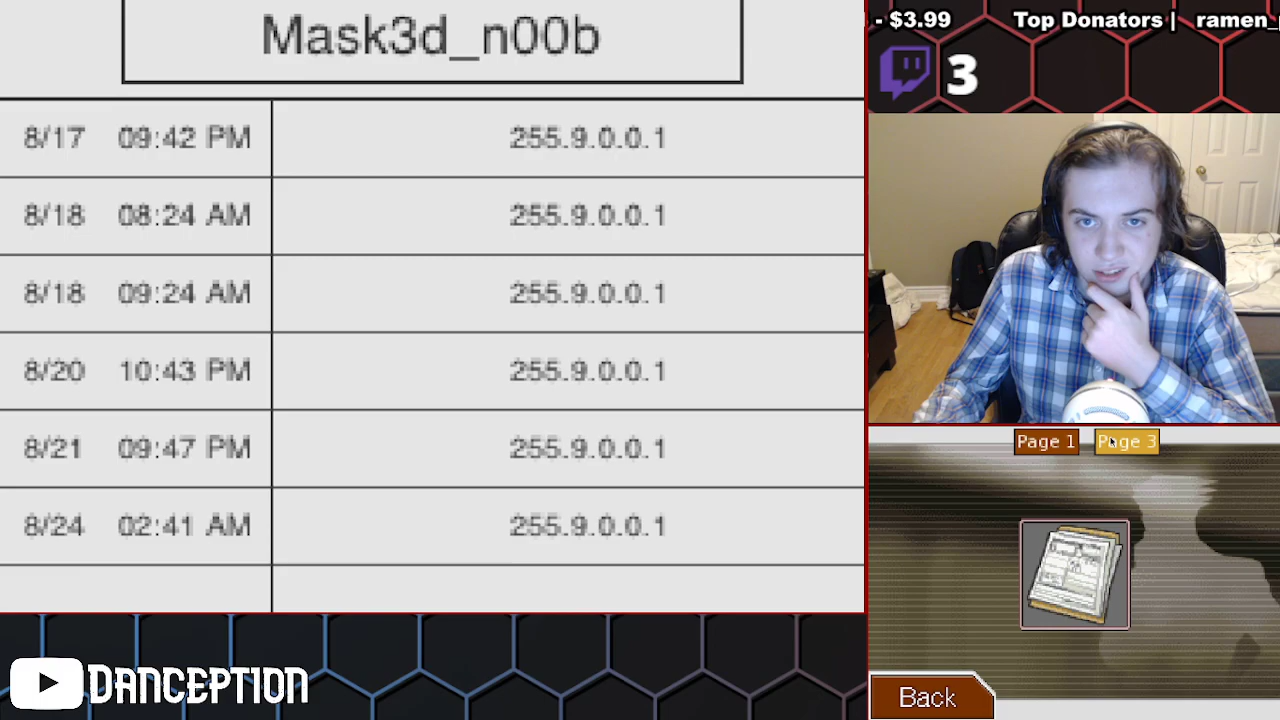 Mask3d_n00b
8/17 09:42 PM 255.9.0.0.1
8/18 08:24 AM 255.9.0.0.1
8/18 09:24 AM 255.9.0.0.1
8/20 10:43 PM 255.9.0.0.1
8/21 09:47 PM 255.9.0.0.1
8/24 02:41 AM 255.9.0.0.1
- $3.99 Top Donators | ramen_
3
Page 1 Page 3
Back
DANCEPTION